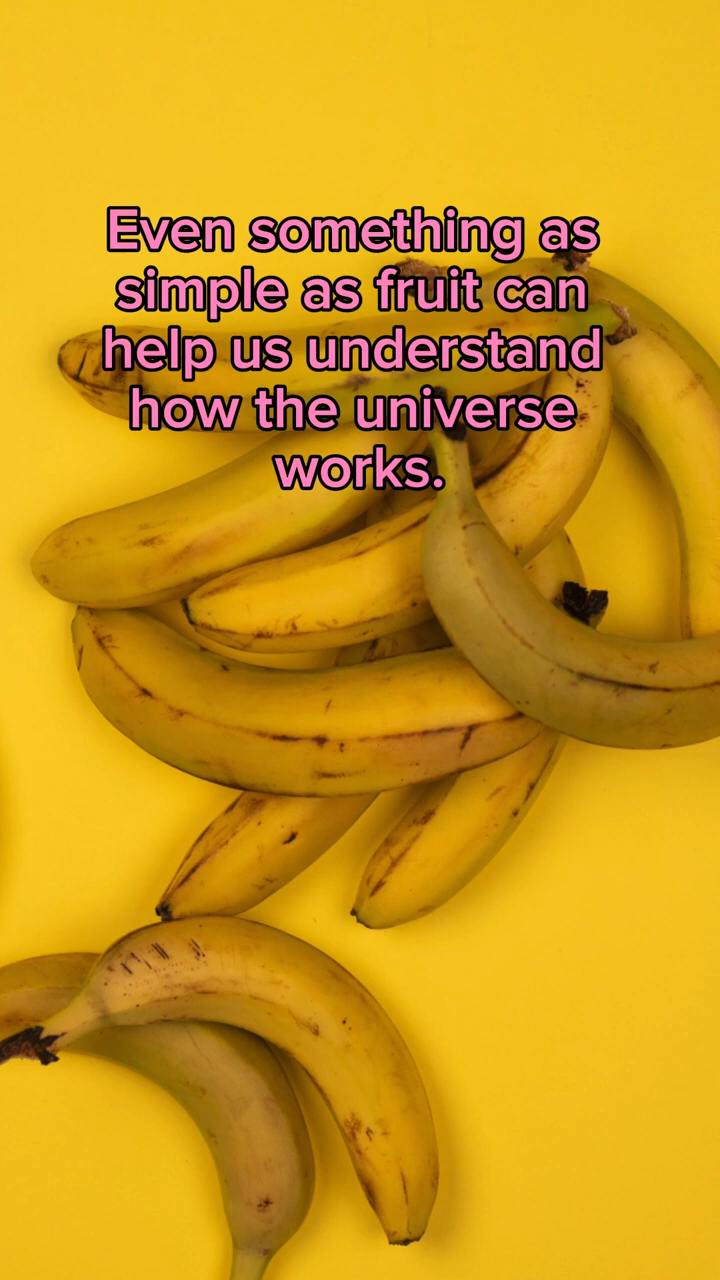 Even something as
simple as fruit can
help us understand
how the universe
works.